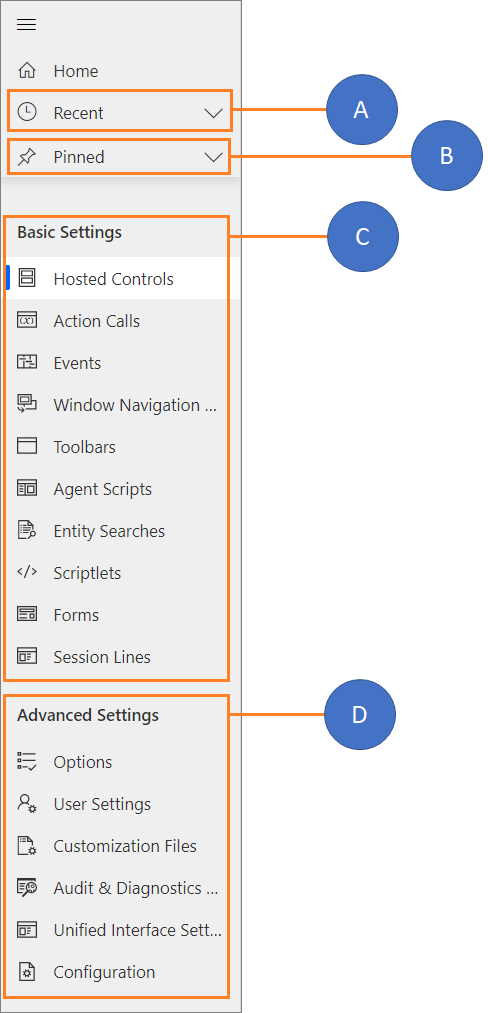 Home
Recent
A
Pinned
B
Basic Settings
C
Hosted Controls
Action Calls
Events
Window Navigation ...
Toolbars
Agent Scripts
Entity Searches
Scriptlets
Forms
Session Lines
Advanced Settings
D
Options
User Settings
Customization Files
Audit & Diagnostics ...
Unified Interface Sett...
Configuration